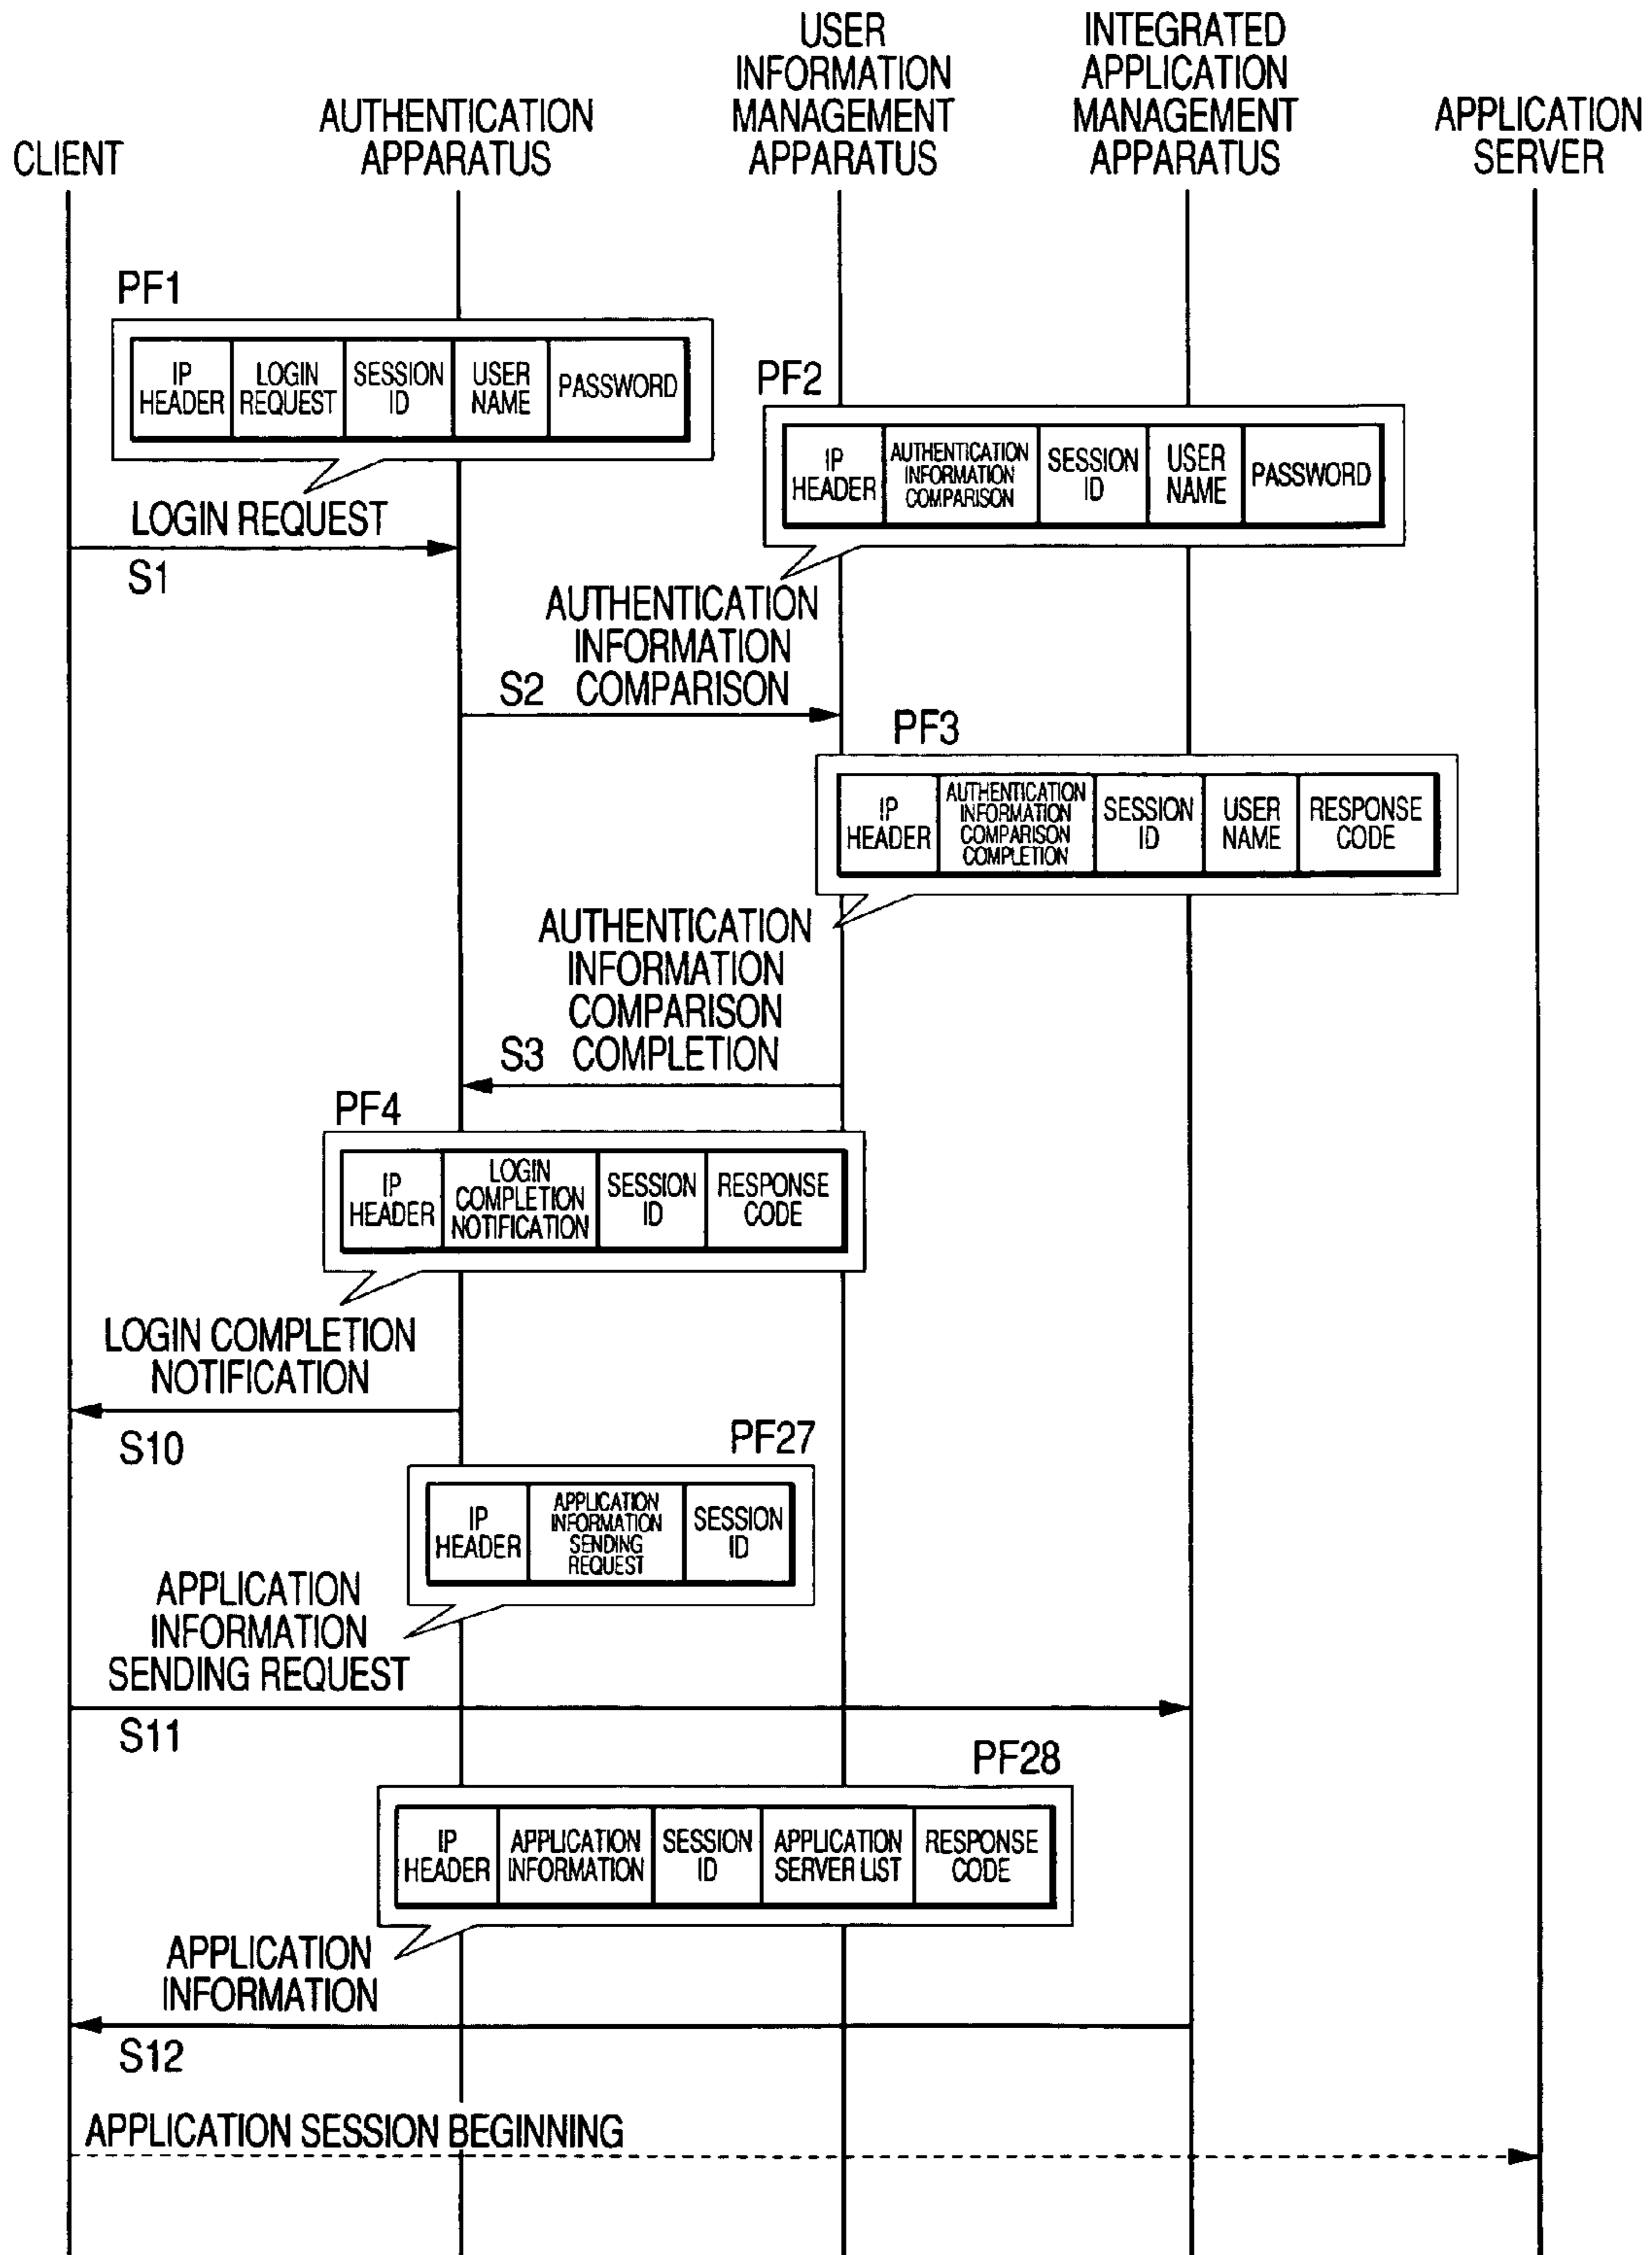 CLIENT
AUTHENTICATION
APPARATUS
USER
INFORMATION
MANAGEMENT
APPARATUS
INTEGRATED
APPLICATION
MANAGEMENT
APPARATUS
APPLICATION
SERVER
PF1
IP
HEADER
LOGIN
REQUEST
SESSION
ID
USER
NAME
PASSWORD
LOGIN REQUEST
S1
PF2
IP
HEADER
AUTHENTICATION
INFORMATION
COMPARISON
SESSION
ID
USER
NAME
PASSWORD
AUTHENTICATION
INFORMATION
S2 COMPARISON
PF3
IP
HEADER
AUTHENTICATION
INFORMATION
COMPARISON
COMPLETION
SESSION
ID
USER
NAME
RESPONSE
CODE
AUTHENTICATION
INFORMATION
COMPARISON
S3 COMPLETION
PF4
IP
HEADER
LOGIN
COMPLETION
NOTIFICATION
SESSION
ID
RESPONSE
CODE
LOGIN COMPLETION
NOTIFICATION
S10
PF27
IP
HEADER
APPLICATION
INFORMATION
SENDING
REQUEST
SESSION
ID
APPLICATION
INFORMATION
SENDING REQUEST
S11
PF28
IP
HEADER
APPLICATION
INFORMATION
SESSION
ID
APPLICATION
SERVER LIST
RESPONSE
CODE
APPLICATION
INFORMATION
S12
APPLICATION SESSION BEGINNING